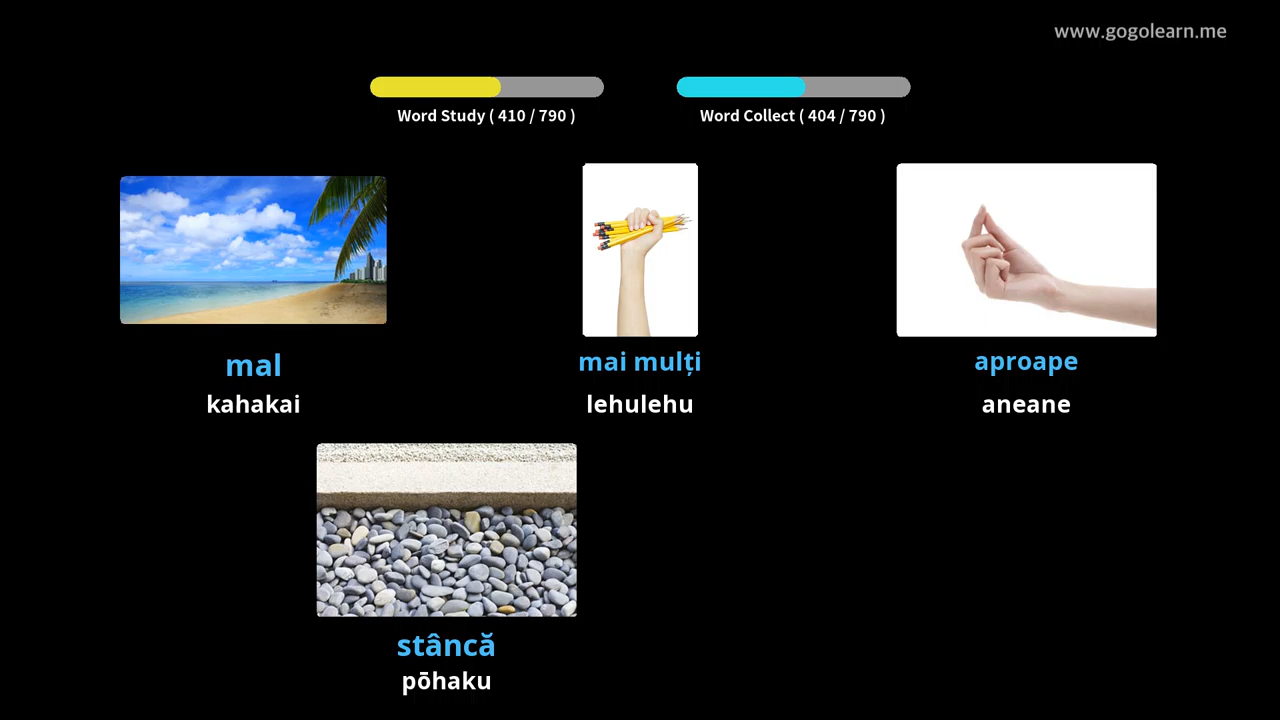 www.gogolearn.me
Word Study ( 410 / 790 )
Word Collect ( 404 / 790 )
mal
kahakai
mai mulți
lehulehu
aproape
aneane
stâncă
pōhaku